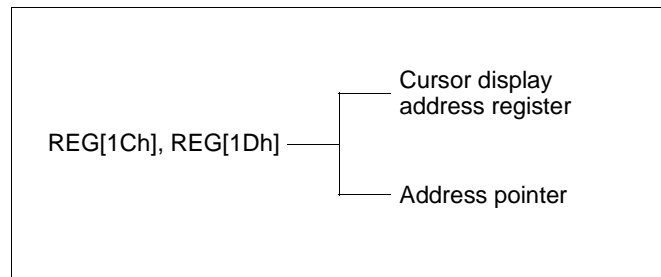 Cursor display
address register
REG[1Ch], REG[1Dh]
Address pointer